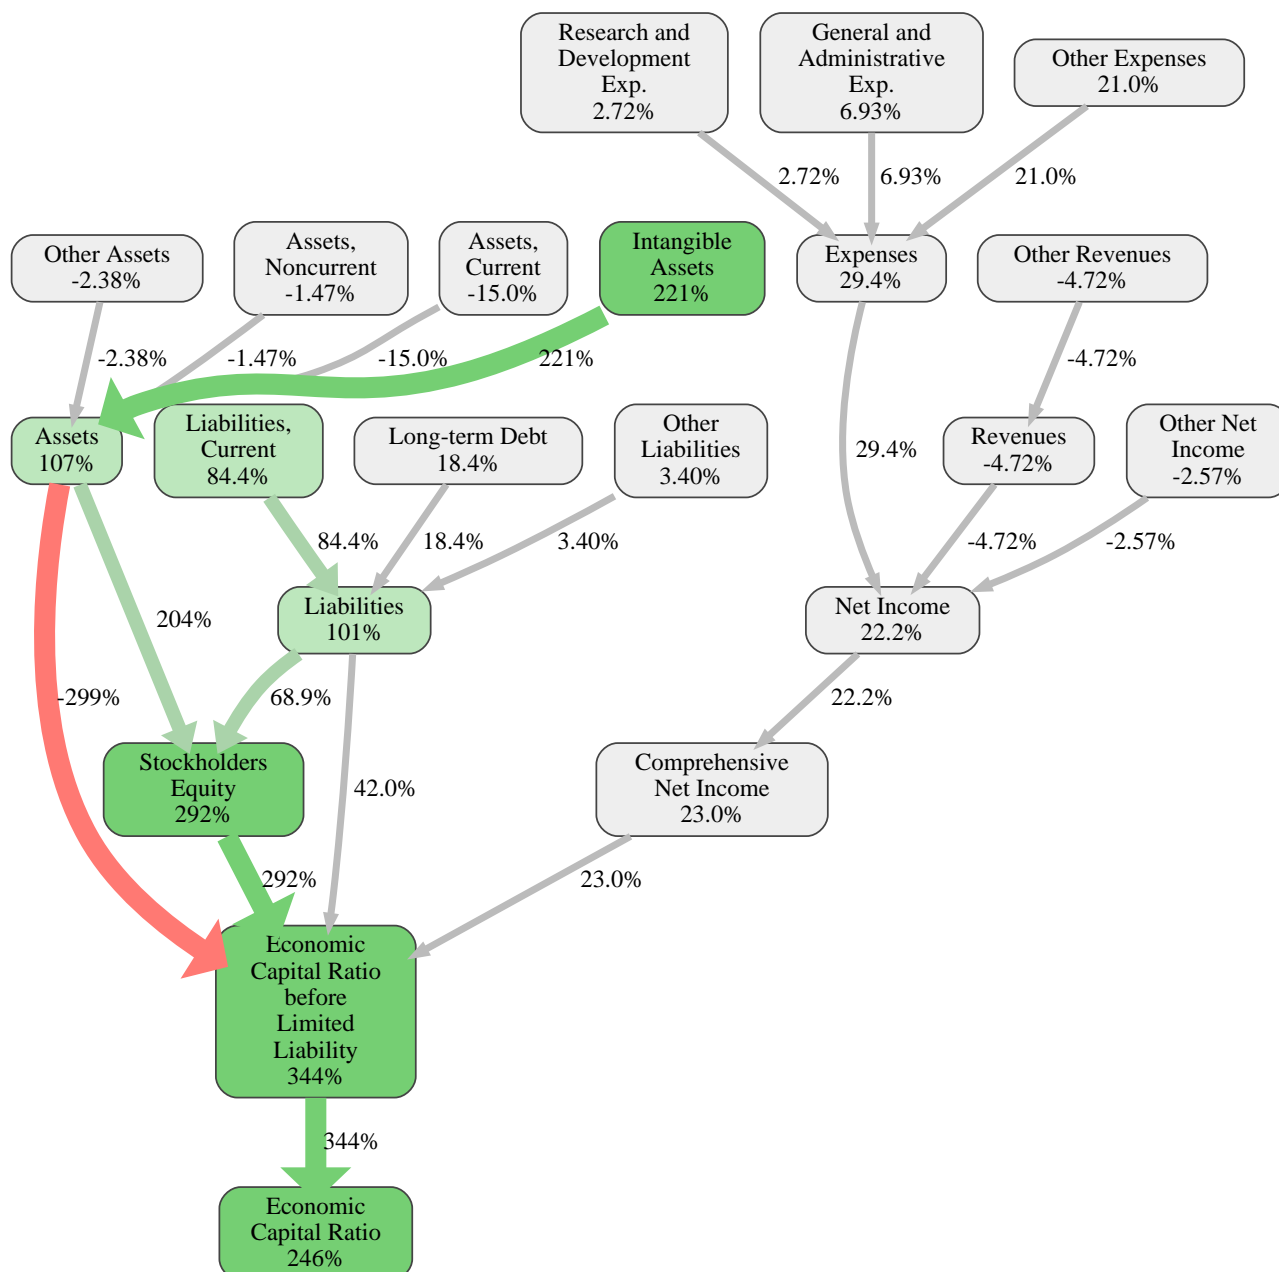 Research and
Development
Exp.
2.72%
General and
Administrative
Exp.
6.93%
Other Expenses
21.0%
2.72%
6.93%
21.0%
Other Assets
-2.38%
Assets,
Noncurrent
-1.47%
Assets,
Current
-15.0%
Intangible
Assets
221%
Expenses
29.4%
Other Revenues
-4.72%
-2.38%
-1.47%
-15.0%
221%
-4.72%
Assets
107%
Liabilities,
Current
84.4%
Long-term Debt
18.4%
Other
Liabilities
3.40%
29.4%
Revenues
-4.72%
Other Net
Income
-2.57%
84.4%
18.4%
3.40%
-4.72%
-2.57%
204%
Liabilities
101%
Net Income
22.2%
-299%
68.9%
22.2%
Stockholders
Equity
292%
42.0%
Comprehensive
Net Income
23.0%
292%
23.0%
Economic
Capital Ratio
before
Limited
Liability
344%
344%
Economic
Capital Ratio
246%